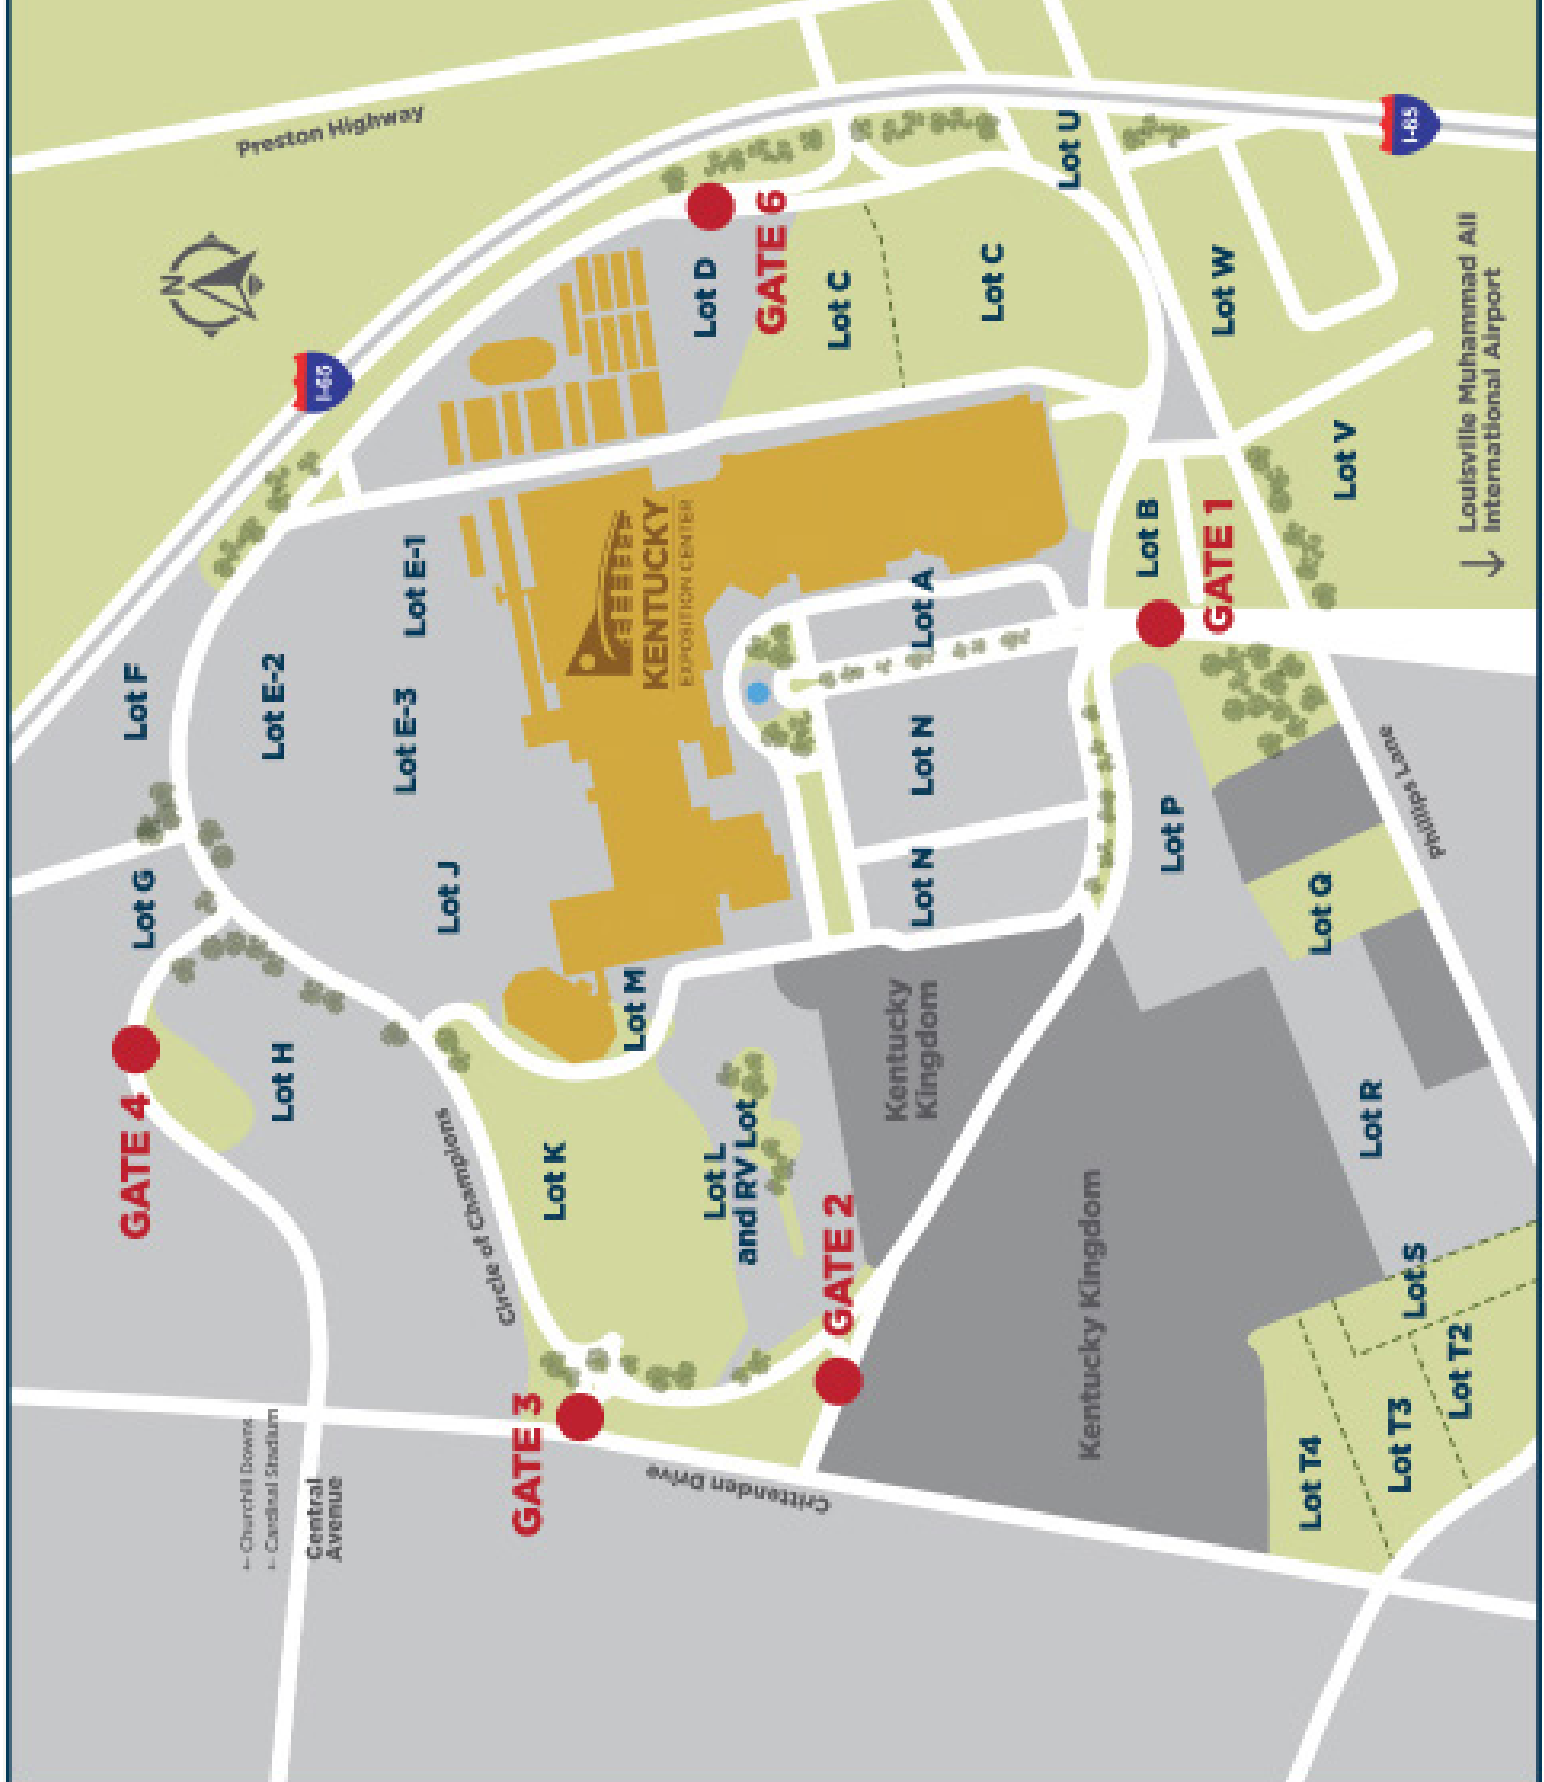 Preston Highway
I-65
N
I-65
GATE 6
Lot D
Lot C
Lot C
Lot U
Lot W
Lot V
Louisville Muhammad Ali
International Airport
Lot F
Lot E-2
Lot E-1
Lot E-3
KENTUCKY
EXPOSITION CENTER
Lot A
Lot B
GATE 1
Lot G
Lot J
Lot N
Lot N
Lot P
Phillips Lane
Lot Q
GATE 4
Lot H
Lot M
Circle of Champions
Lot K
Lot L
and RV Lot
Kentucky
Kingdom
GATE 2
Kentucky Kingdom
Lot R
Lot S
Lot T2
Lot T3
Lot T4
GATE 3
Crittenden Drive
← Churchill Downs
← Cardinal Stadium
Central
Avenue